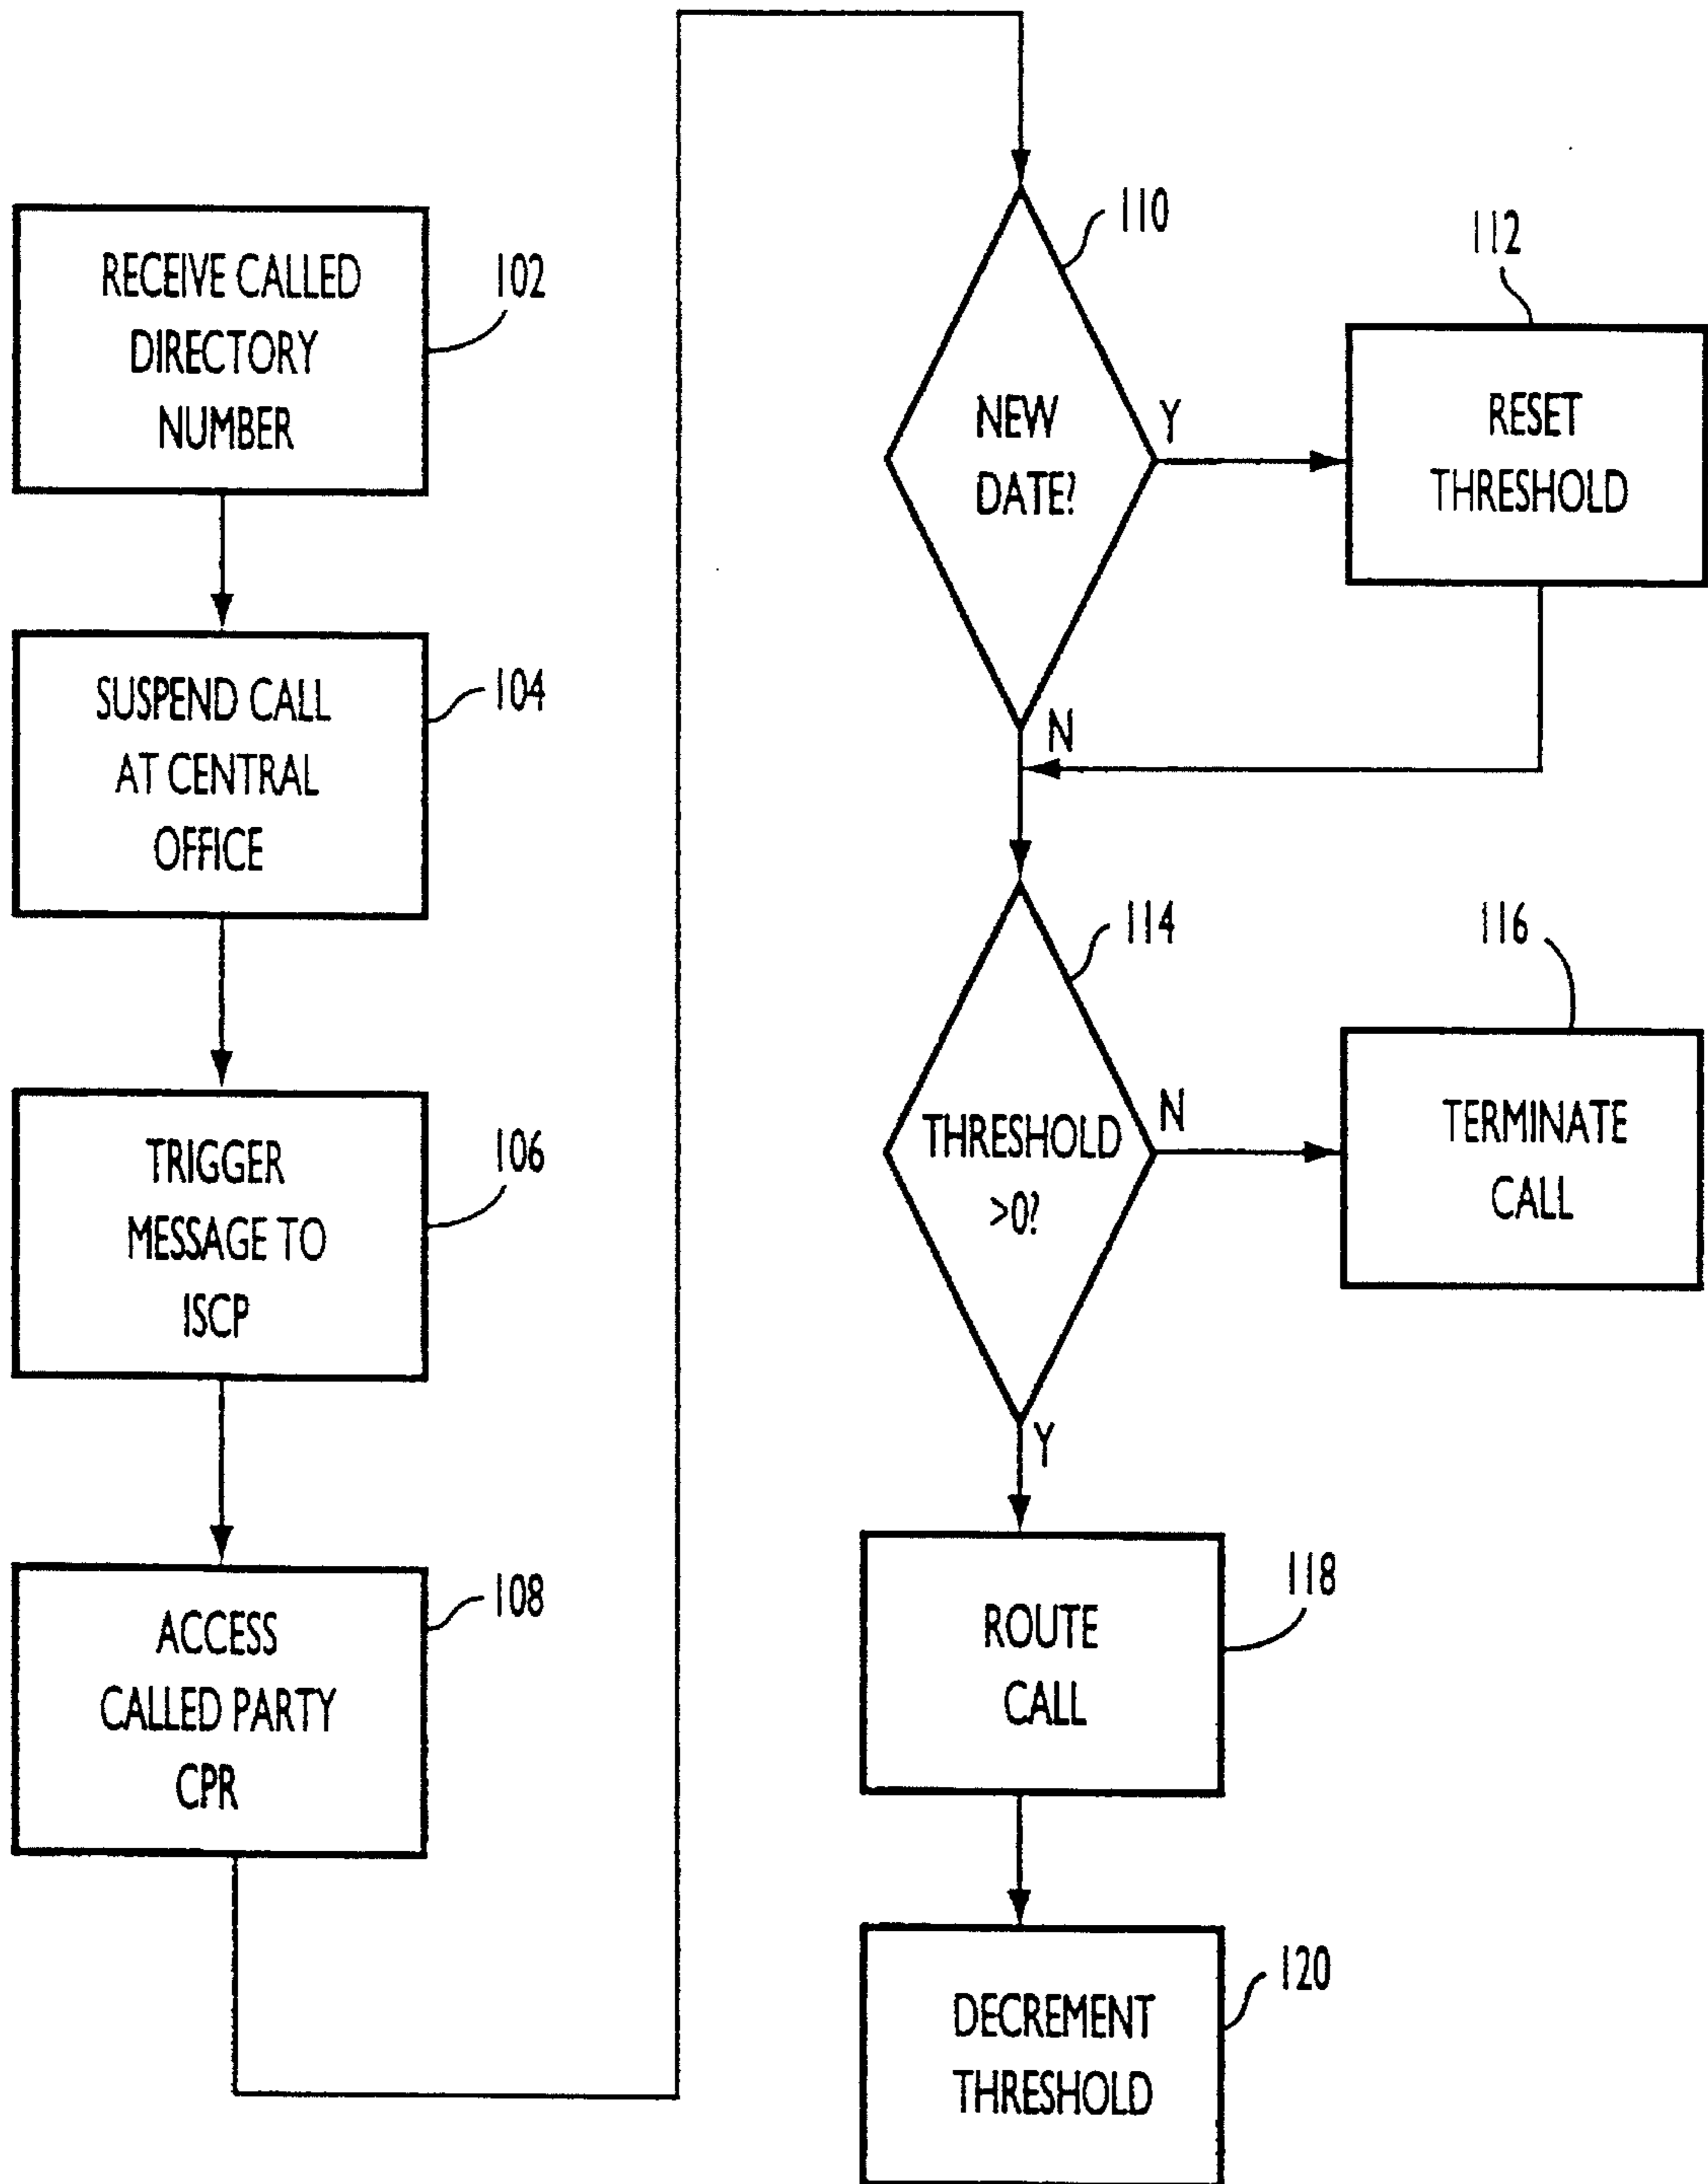 RECEIVE CALLED
DIRECTORY
NUMBER
102
SUSPEND CALL
AT CENTRAL
OFFICE
104
TRIGGER
MESSAGE TO
ISCP
106
ACCESS
CALLED PARTY
CPR
108
NEW
DATE?
110
Y
N
RESET
THRESHOLD
112
THRESHOLD
>0?
114
N
Y
TERMINATE
CALL
116
ROUTE
CALL
118
DECREMENT
THRESHOLD
120